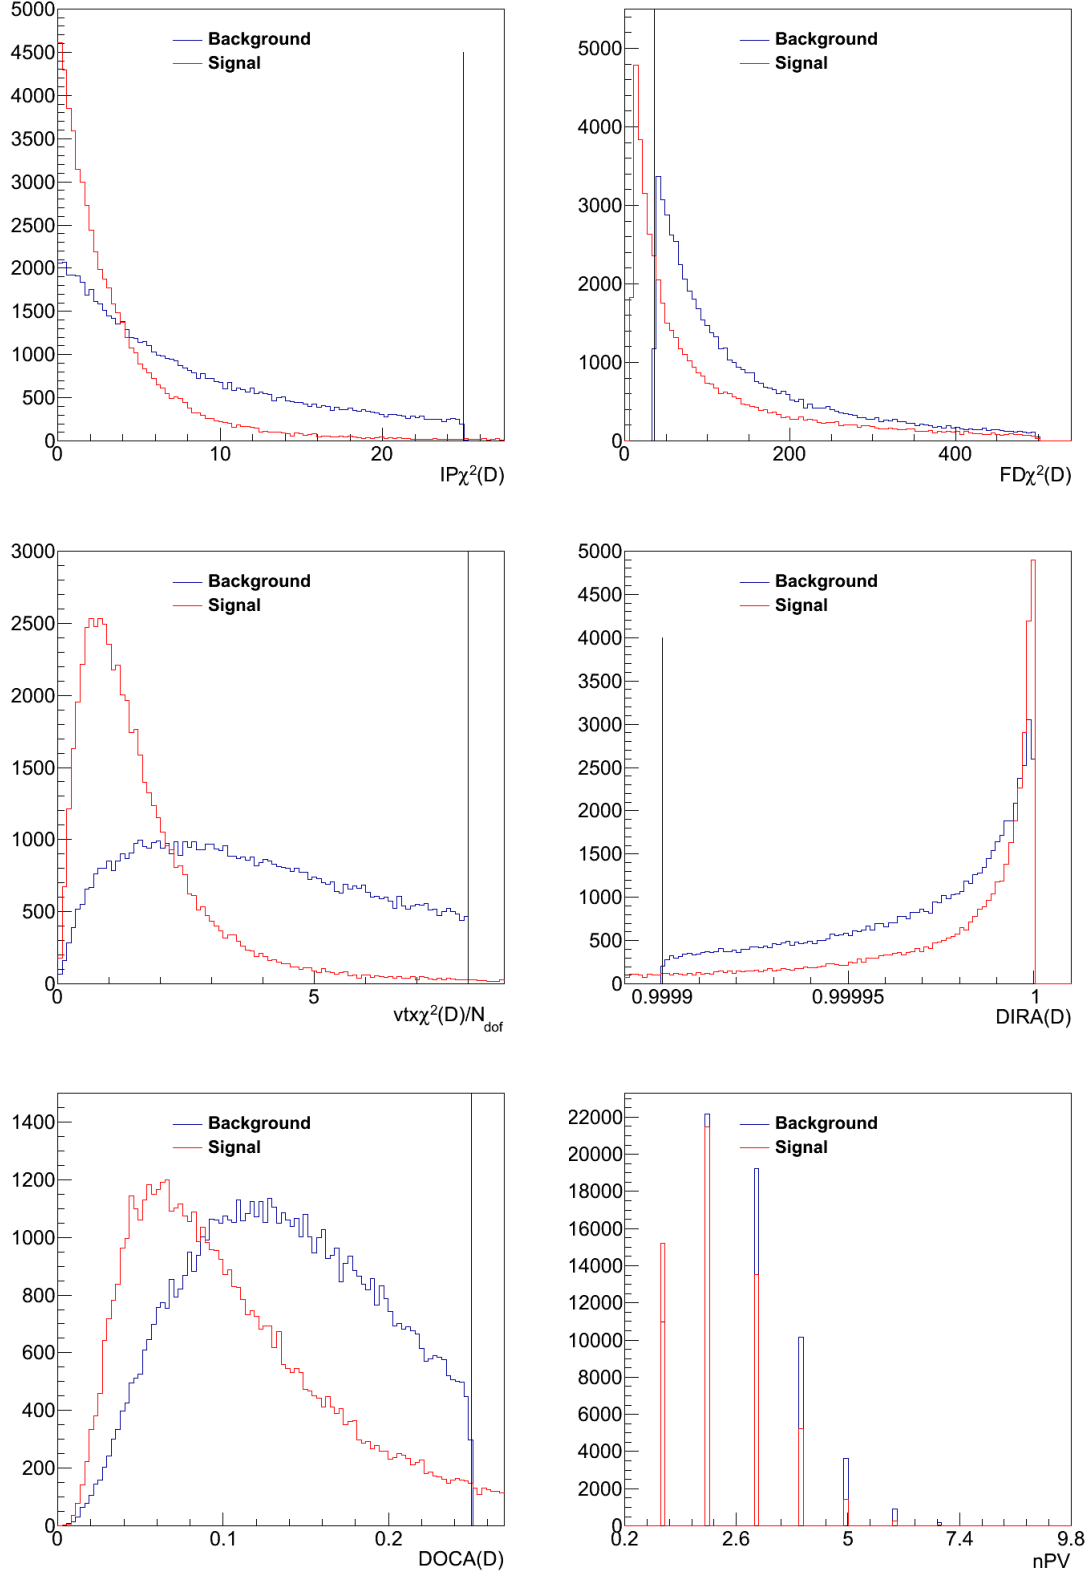 5000
4500
4000
3500
3000
2500
2000
1500
1000
500
0
Background
Signal
0 10 20
IPχ²(D)
5000
4000
3000
2000
1000
0
Background
Signal
0 200 400
FDχ²(D)
3000
2500
2000
1500
1000
500
0
Background
Signal
0 5
vtxχ²(D)/N_dof
5000
4500
4000
3500
3000
2500
2000
1500
1000
500
0
Background
Signal
0.9999 0.99995 1
DIRA(D)
1400
1200
1000
800
600
400
200
0
Background
Signal
0 0.1 0.2
DOCA(D)
22000
20000
18000
16000
14000
12000
10000
8000
6000
4000
2000
0
Background
Signal
0.2 2.6 5 7.4 9.8
nPV